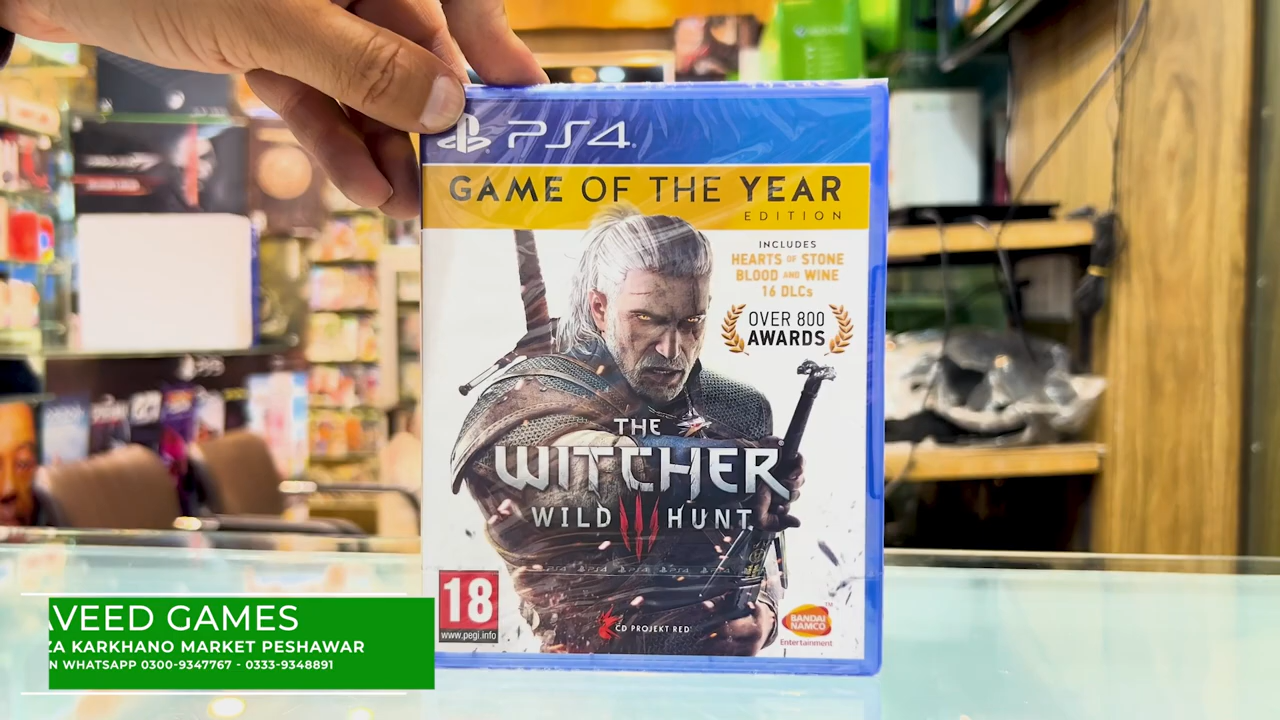 PS4
GAME OF THE YEAR
EDITION
INCLUDES
HEARTS OF STONE
BLOOD AND WINE
16 DLCs
OVER 800
AWARDS
THE
WITCHER
WILD HUNT
18
www.pegi.info
CD PROJEKT RED
BANDAI
NAMCO
Entertainment
AVEED GAMES
ZA KARKHANO MARKET PESHAWAR
N WHATSAPP 0300-9347767 - 0333-9348891